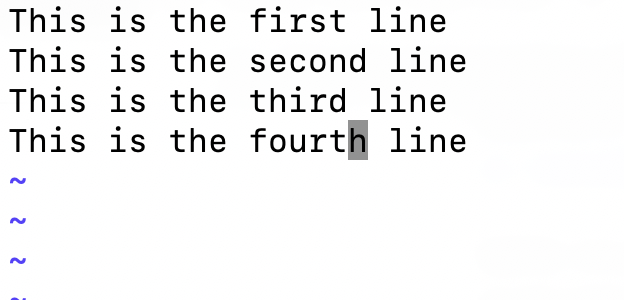 This is the first line
This is the second line
This is the third line
This is the fourth line
~
~
~
~